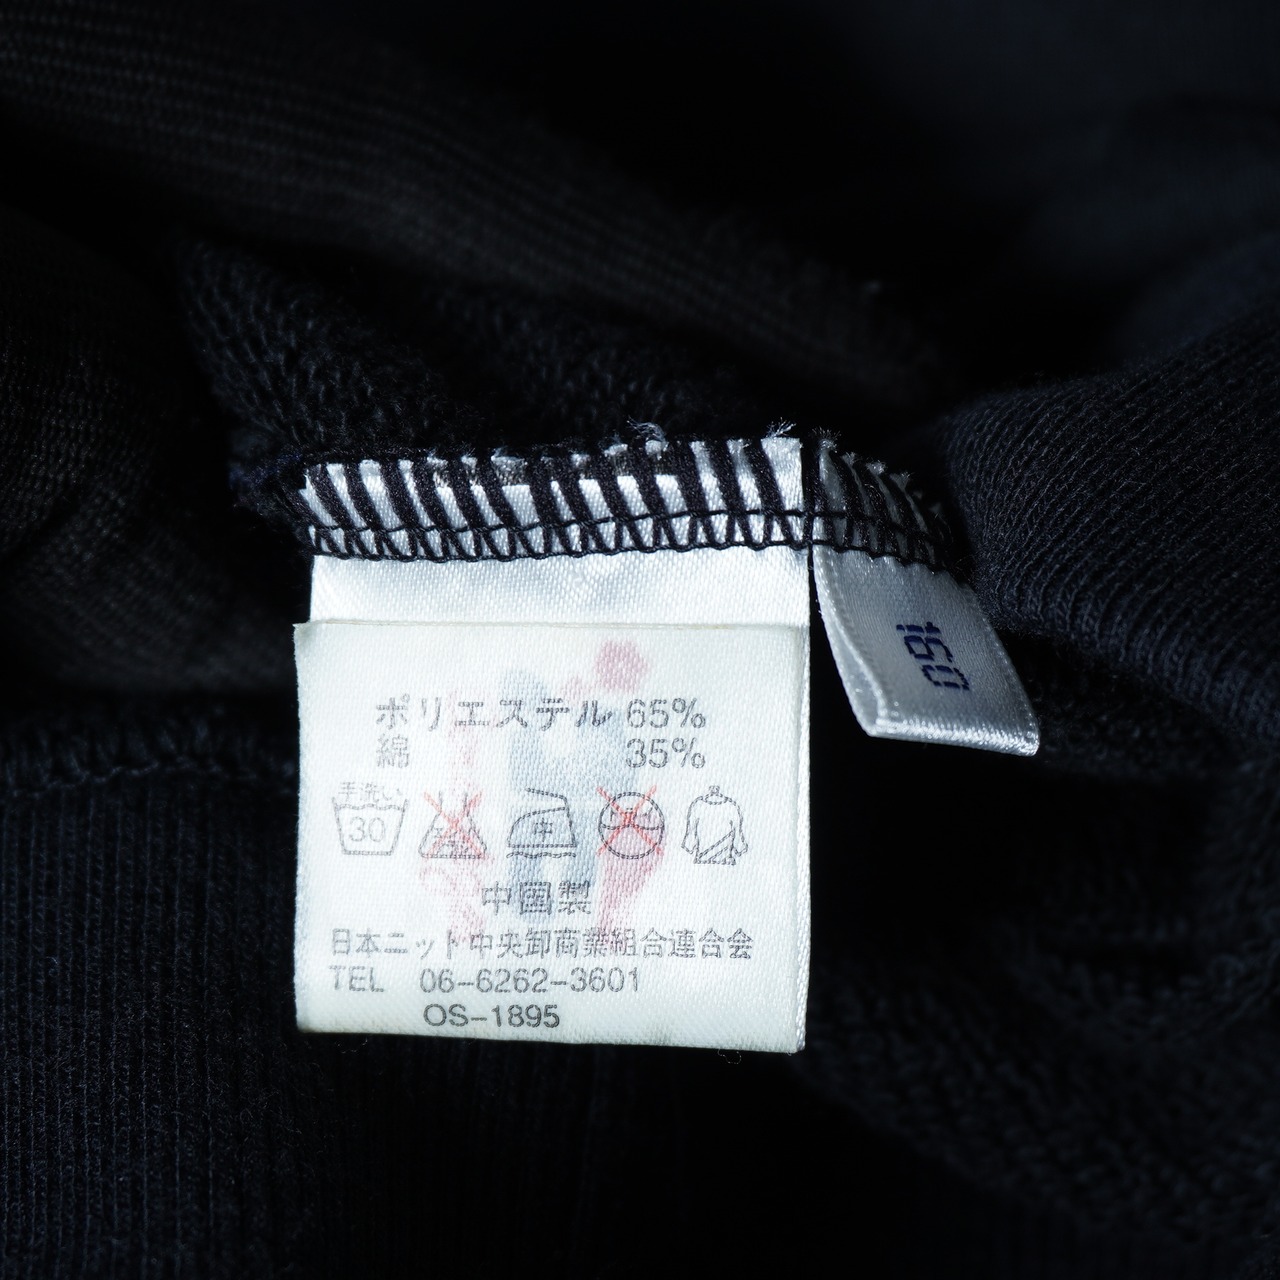 ポリエステル 65%
綿 35%
手洗い
30
中
中国製
日本ニット中央卸商業組合連合会
TEL 06-6262-3601
OS-1895
160